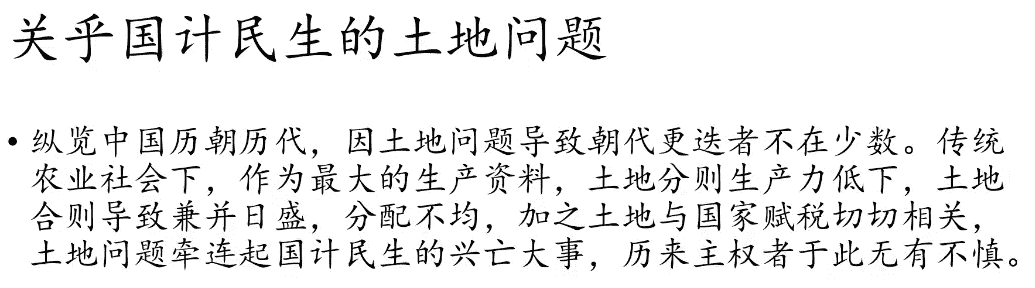 关乎国计民生的土地问题
• 纵览中国历朝历代，因土地问题导致朝代更迭者不在少数。传统
农业社会下，作为最大的生产资料，土地分则生产力低下，土地
合则导致兼并日盛，分配不均，加之土地与国家赋税切切相关，
土地问题牵连起国计民生的兴亡大事，历来主权者于此无有不慎。